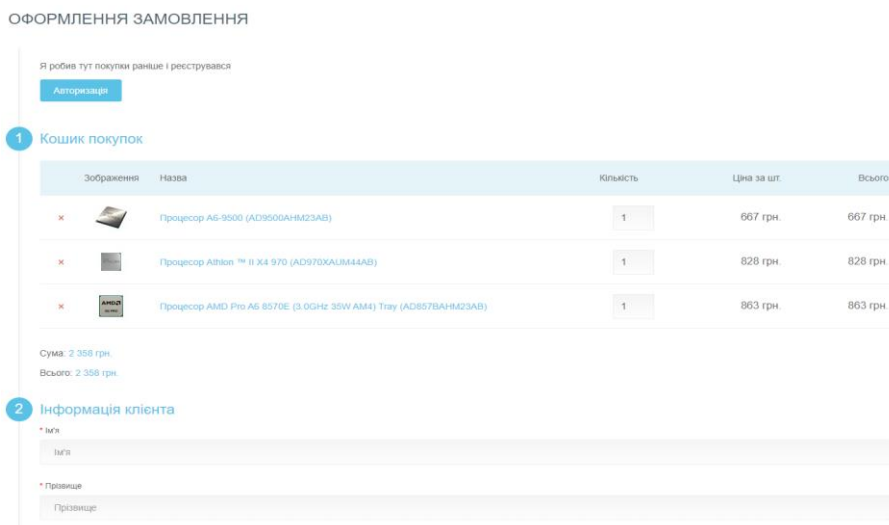 ОФОРМЛЕННЯ ЗАМОВЛЕННЯ
Я робив тут покупки раніше і реєструвався
Авторизація
1 Кошик покупок
Зображення Назва Кількість Ціна за шт. Всього
× Процесор A6-9500 (AD9500AHM23AB) 1 667 грн. 667 грн.
× Процесор Athlon ™ II X4 970 (AD970XAUM44AB) 1 828 грн. 828 грн.
× AMD Процесор AMD Pro A6 8570E (3.0GHz 35W AM4) Tray (AD857BAHM23AB) 1 863 грн. 863 грн.
Сума: 2 358 грн.
Всього: 2 358 грн.
2 Інформація клієнта
* Ім'я
Ім'я
* Прізвище
Прізвище